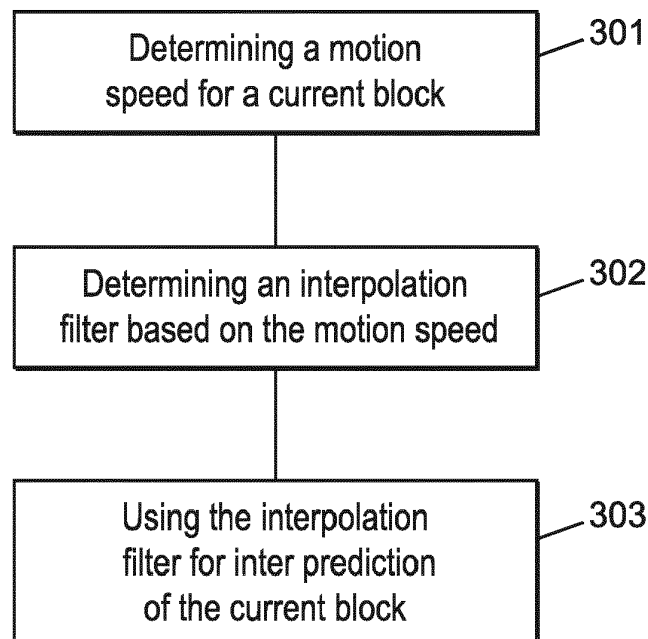 Determining a motion
speed for a current block
301
Determining an interpolation
filter based on the motion speed
302
Using the interpolation
filter for inter prediction
of the current block
303